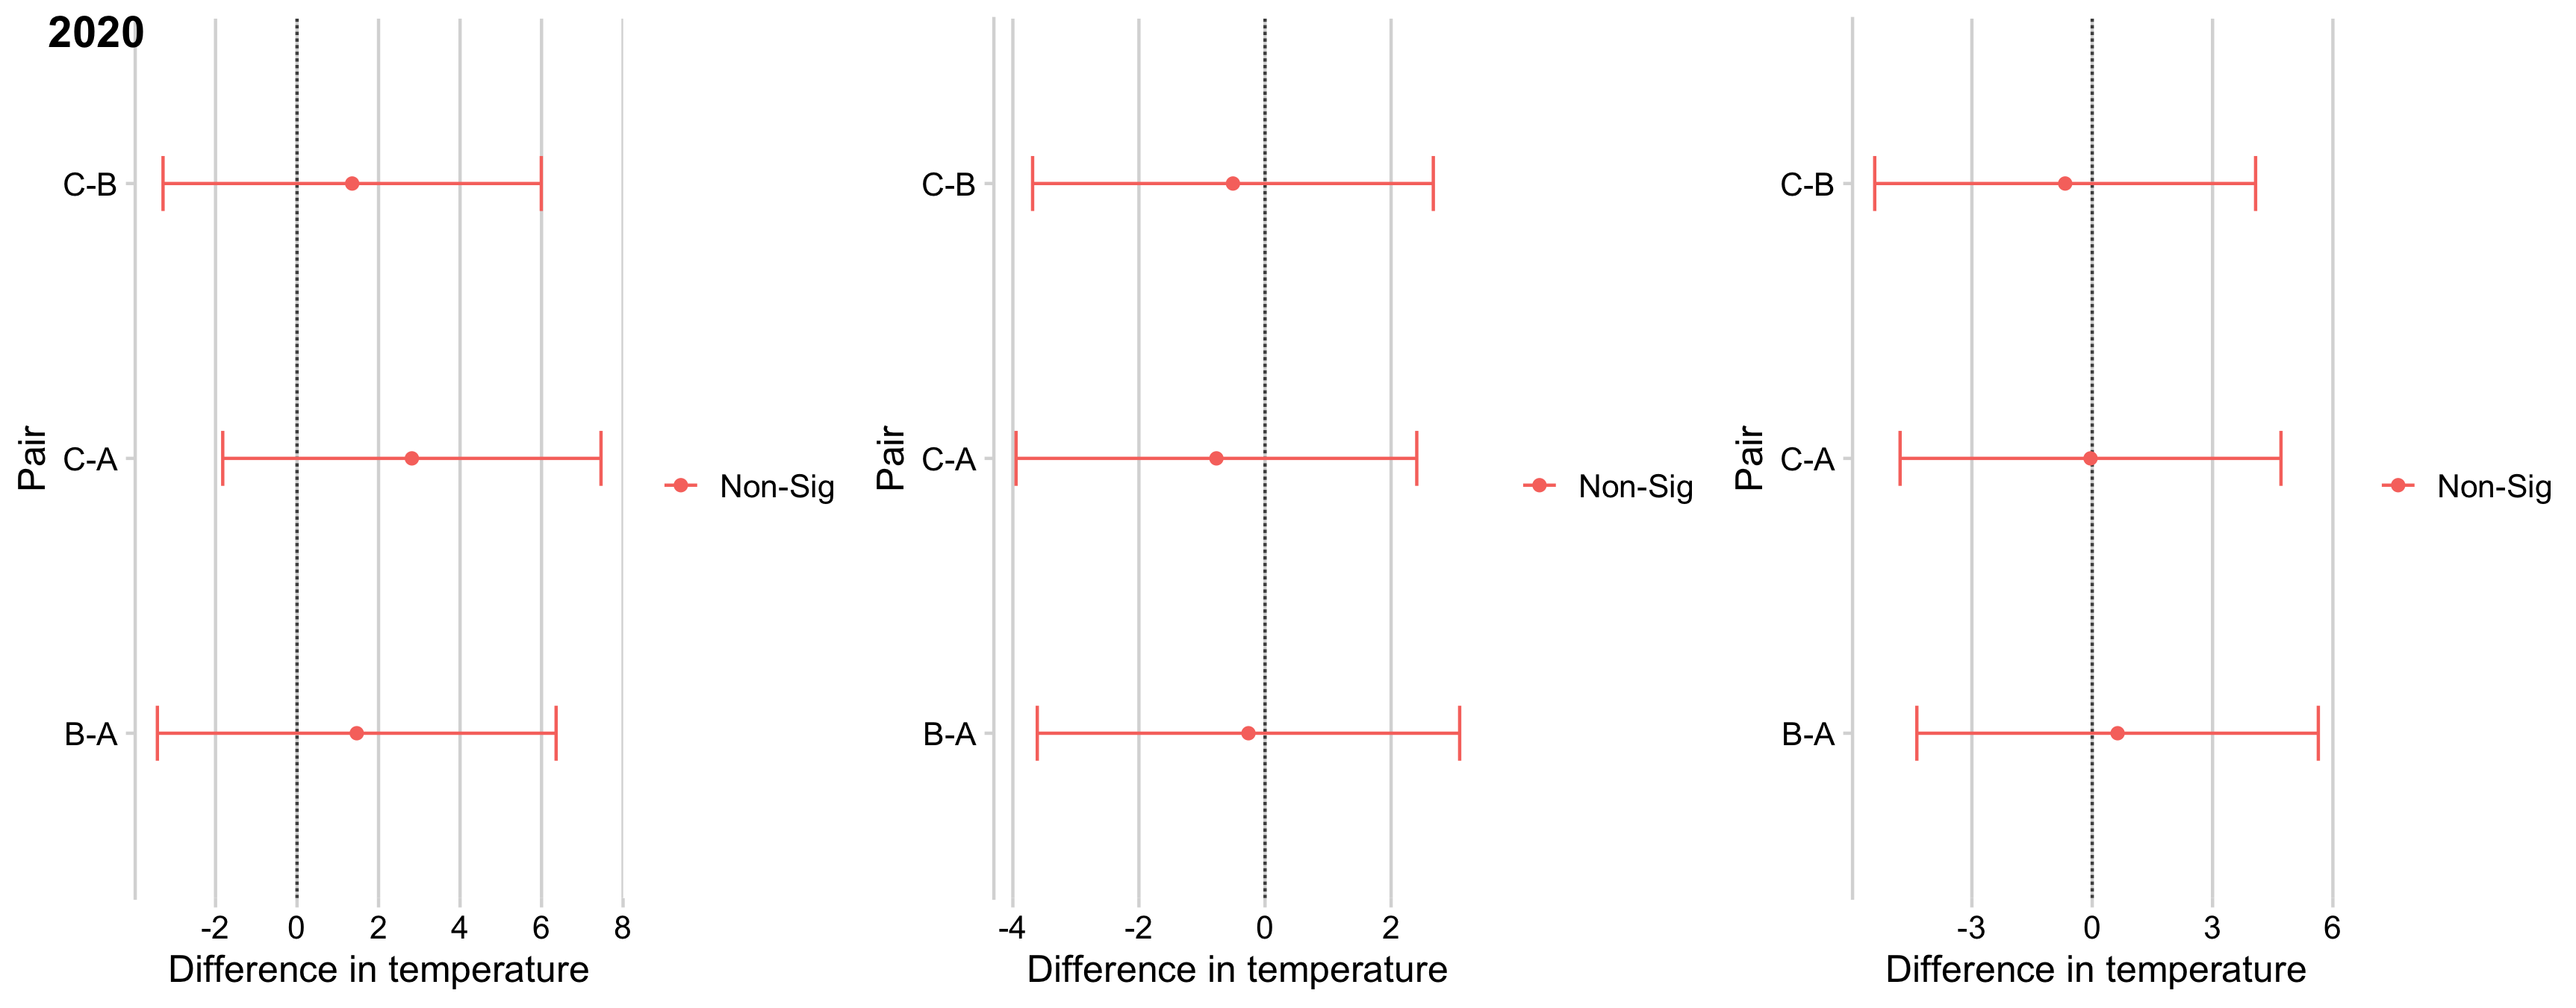 2020
Pair
C-B
C-A
B-A
-2 0 2 4 6 8
Difference in temperature
Non-Sig
Pair
C-B
C-A
B-A
-4 -2 0 2
Difference in temperature
Non-Sig
Pair
C-B
C-A
B-A
-3 0 3 6
Difference in temperature
Non-Sig